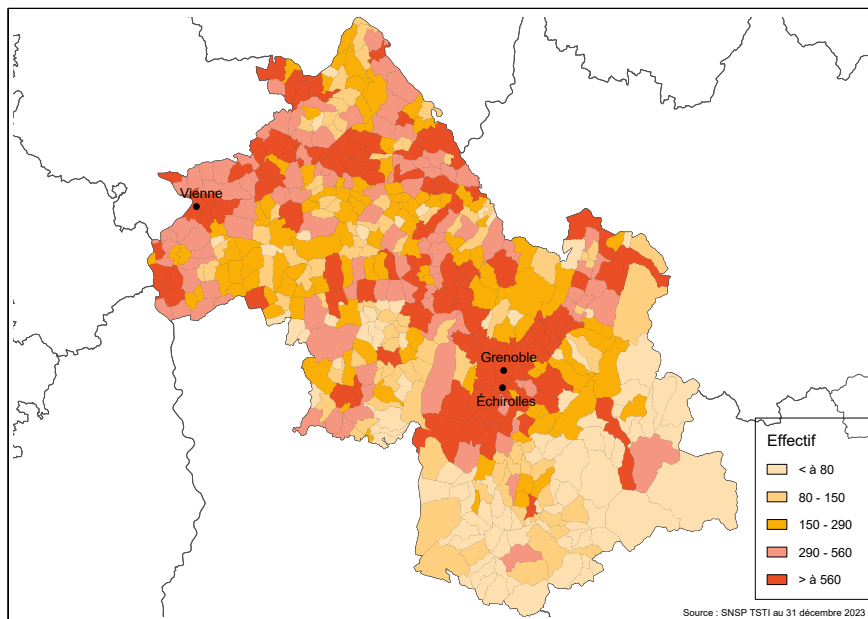 Vienne
Grenoble
Échirolles
Effectif
< à 80
80 - 150
150 - 290
290 - 560
> à 560
Source : SNSP TSTI au 31 décembre 2023